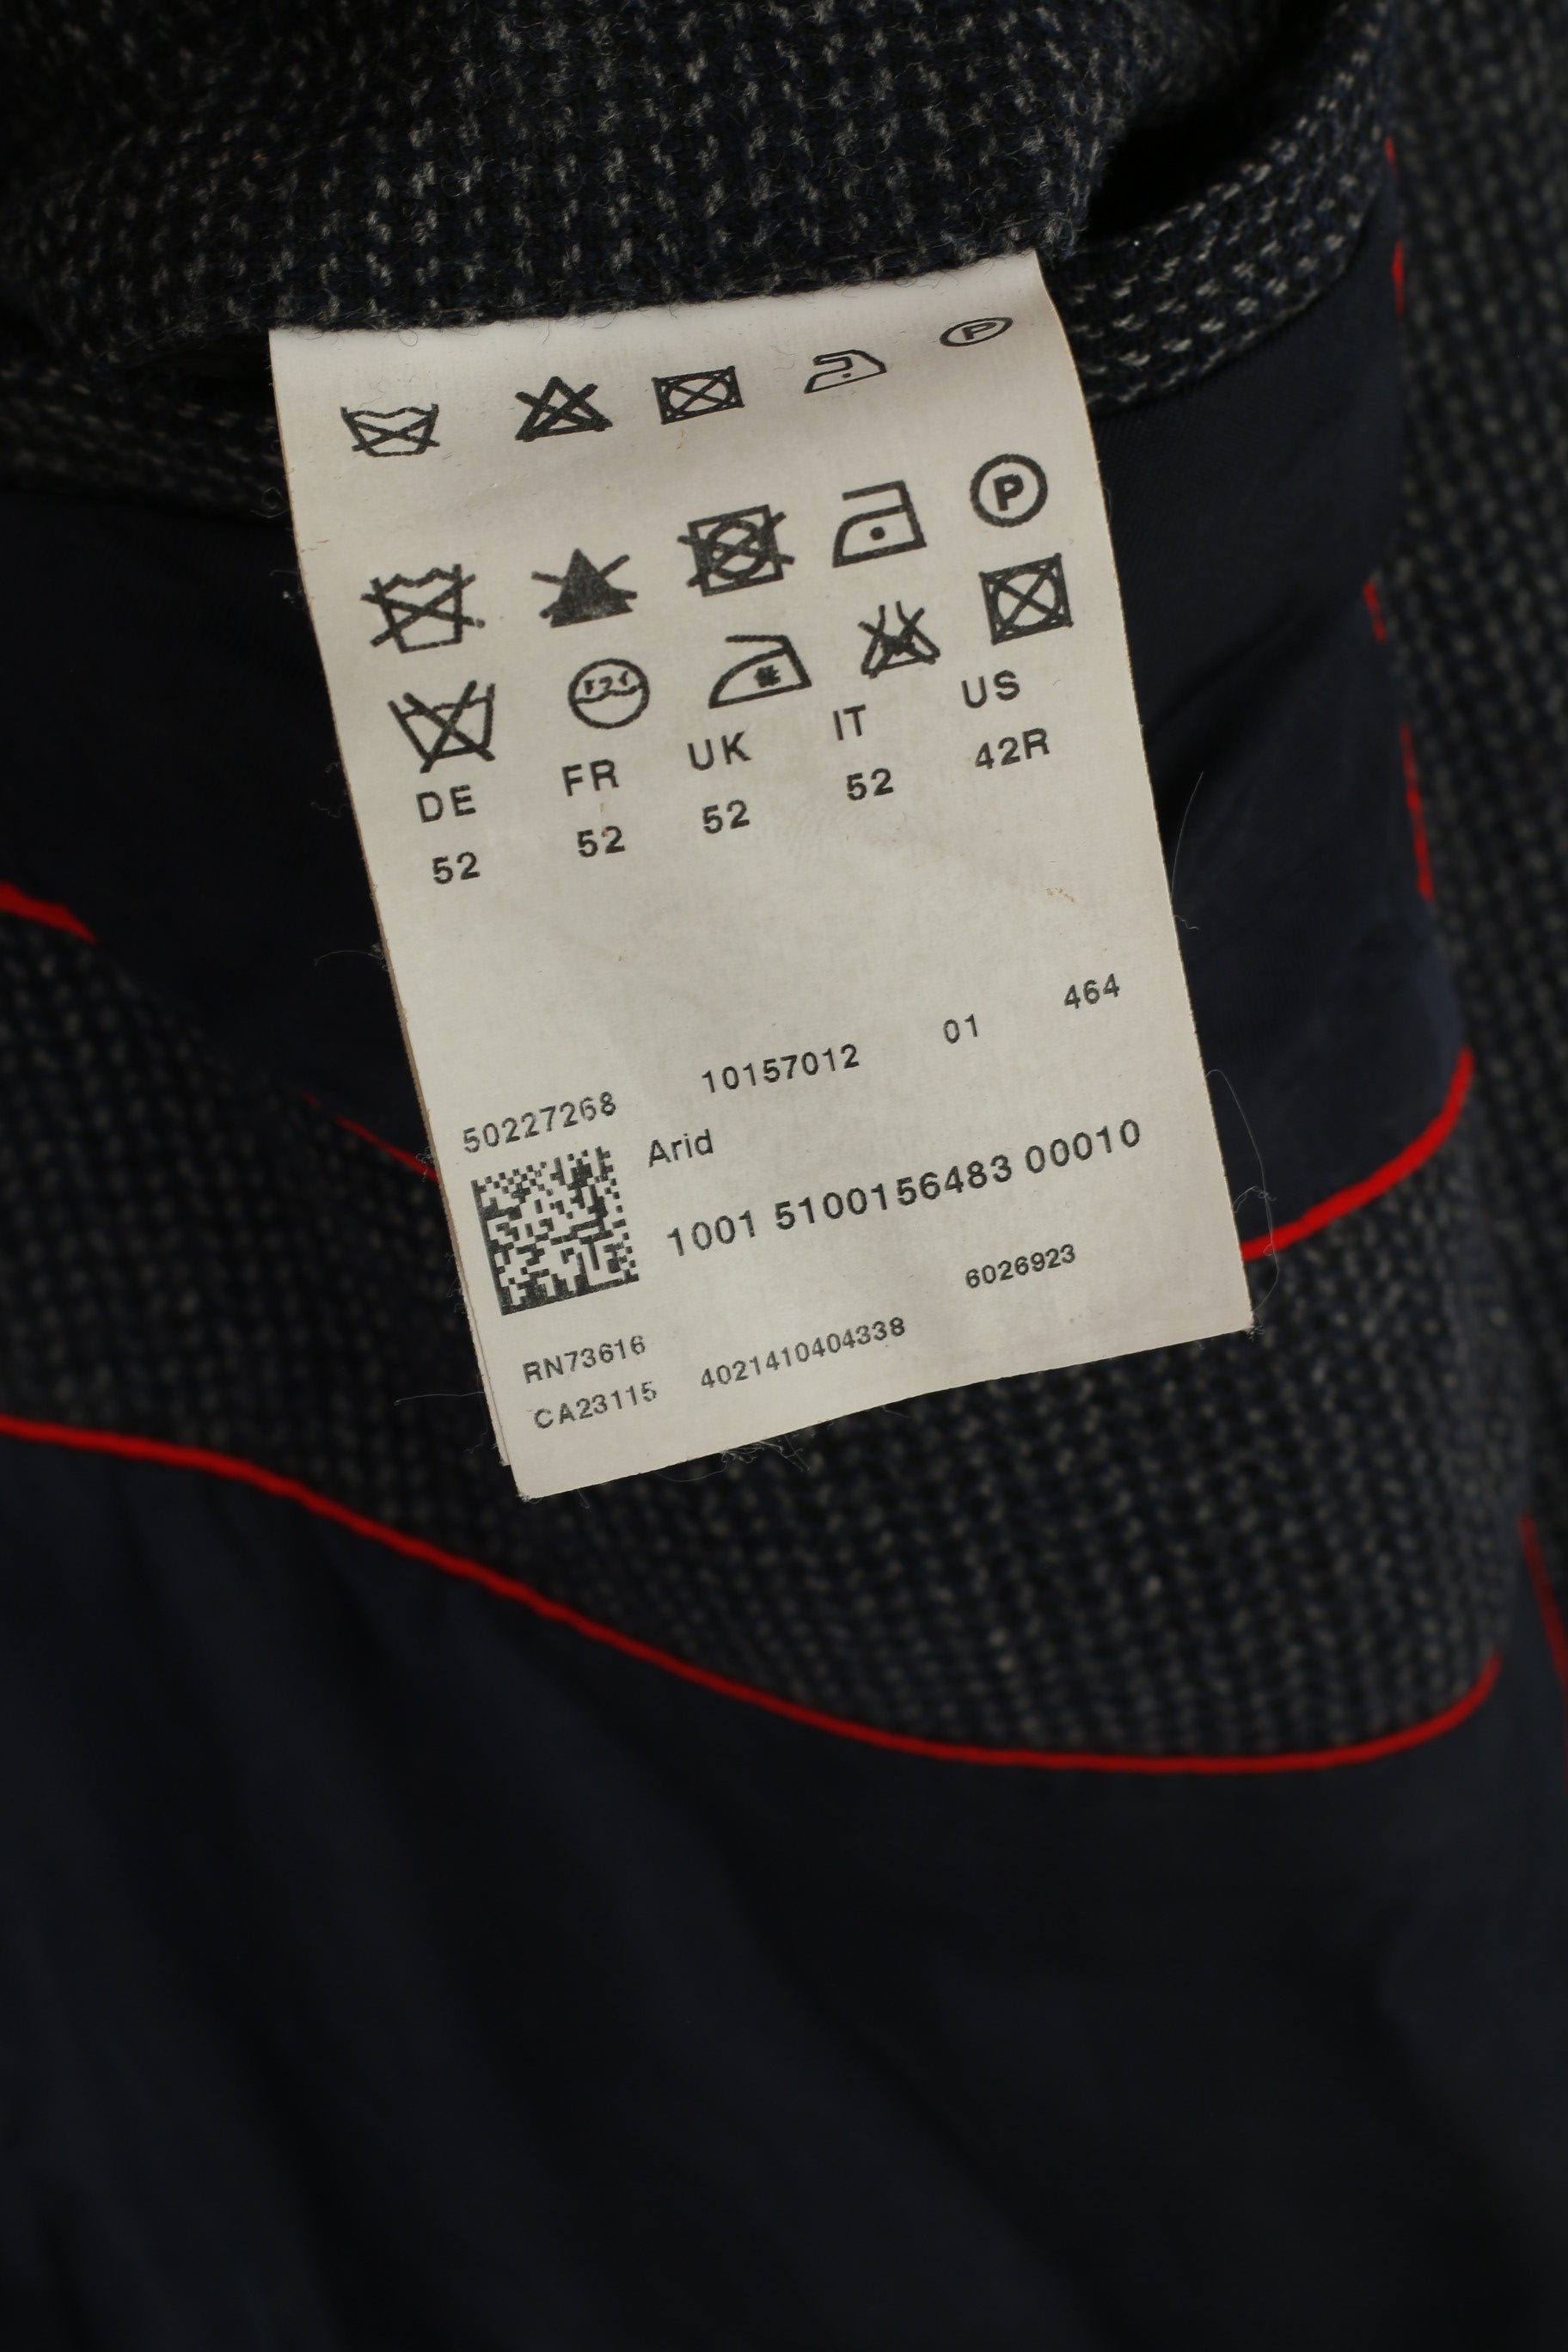 P
P
DE FR UK IT US
52 52 52 52 42R
50227268 10157012 01 464
Arid
1001 5100156483 00010
6026923
RN73616
CA23115 4021410404338